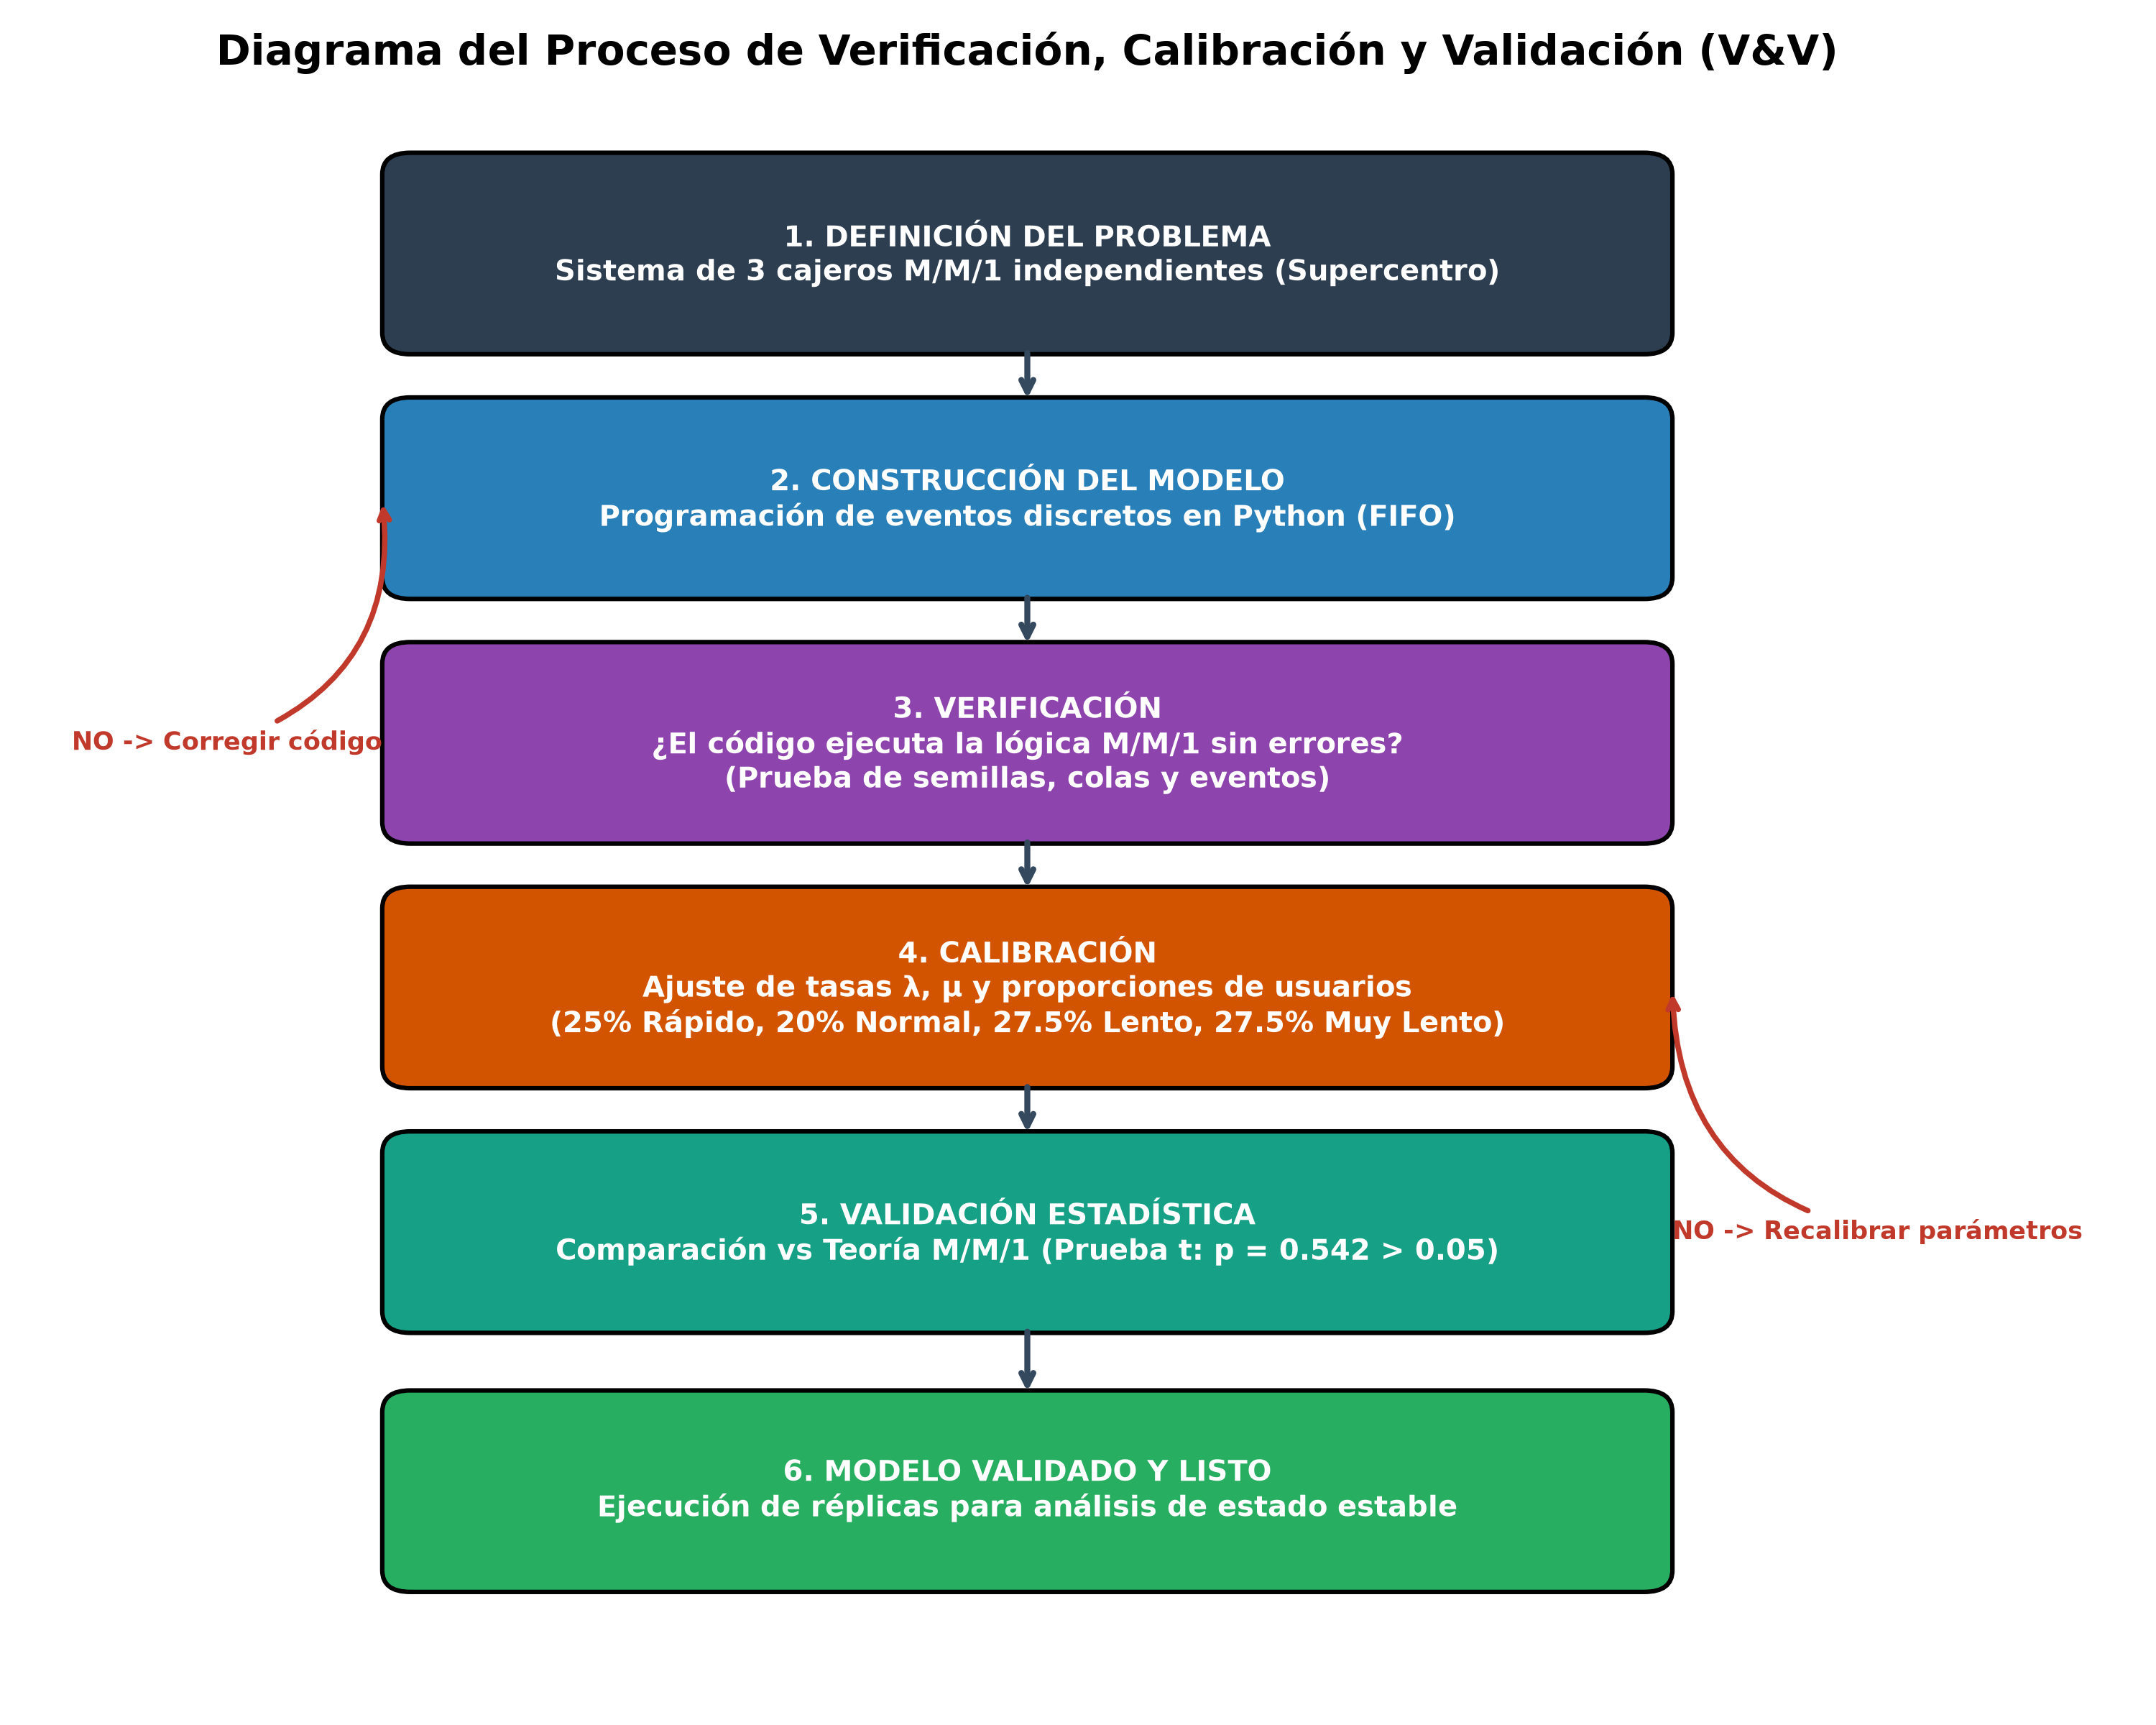 Diagrama del Proceso de Verificación, Calibración y Validación (V&V)
1. DEFINICIÓN DEL PROBLEMA
Sistema de 3 cajeros M/M/1 independientes (Supercentro)
2. CONSTRUCCIÓN DEL MODELO
Programación de eventos discretos en Python (FIFO)
3. VERIFICACIÓN
¿El código ejecuta la lógica M/M/1 sin errores?
(Prueba de semillas, colas y eventos)
NO -> Corregir código
4. CALIBRACIÓN
Ajuste de tasas λ, μ y proporciones de usuarios
(25% Rápido, 20% Normal, 27.5% Lento, 27.5% Muy Lento)
5. VALIDACIÓN ESTADÍSTICA
Comparación vs Teoría M/M/1 (Prueba t: p = 0.542 > 0.05)
NO -> Recalibrar parámetros
6. MODELO VALIDADO Y LISTO
Ejecución de réplicas para análisis de estado estable